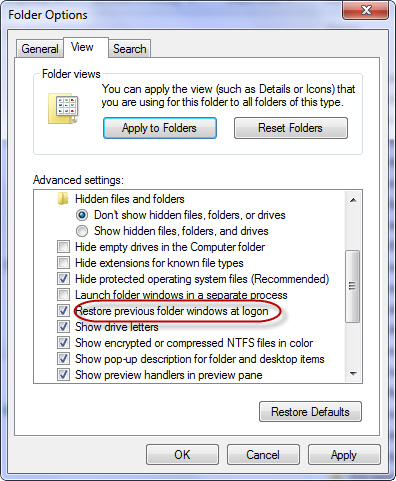 Folder Options
General View Search
Folder views
You can apply the view (such as Details or Icons) that
you are using for this folder to all folders of this type.
Apply to Folders Reset Folders
Advanced settings:
Hidden files and folders
Don't show hidden files, folders, or drives
Show hidden files, folders, and drives
Hide empty drives in the Computer folder
Hide extensions for known file types
Hide protected operating system files (Recommended)
Launch folder windows in a separate process
Restore previous folder windows at logon
Show drive letters
Show encrypted or compressed NTFS files in color
Show pop-up description for folder and desktop items
Show preview handlers in preview pane
Restore Defaults
OK Cancel Apply